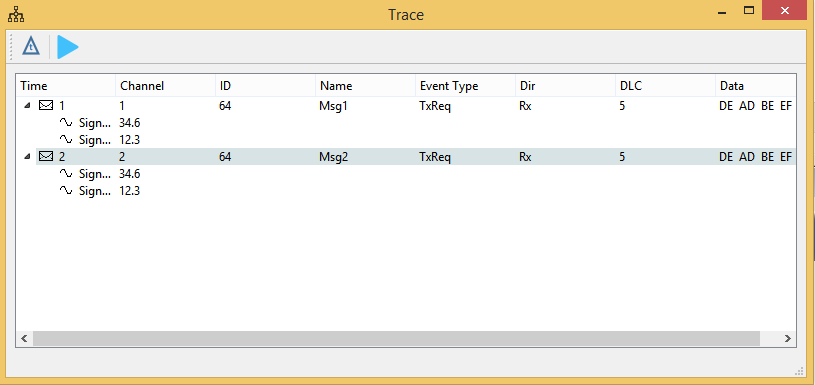 Trace
Time Channel ID Name Event Type Dir DLC Data
1 1 64 Msg1 TxReq Rx 5 DE AD BE EF
Sign... 34.6
Sign... 12.3
2 2 64 Msg2 TxReq Rx 5 DE AD BE EF
Sign... 34.6
Sign... 12.3